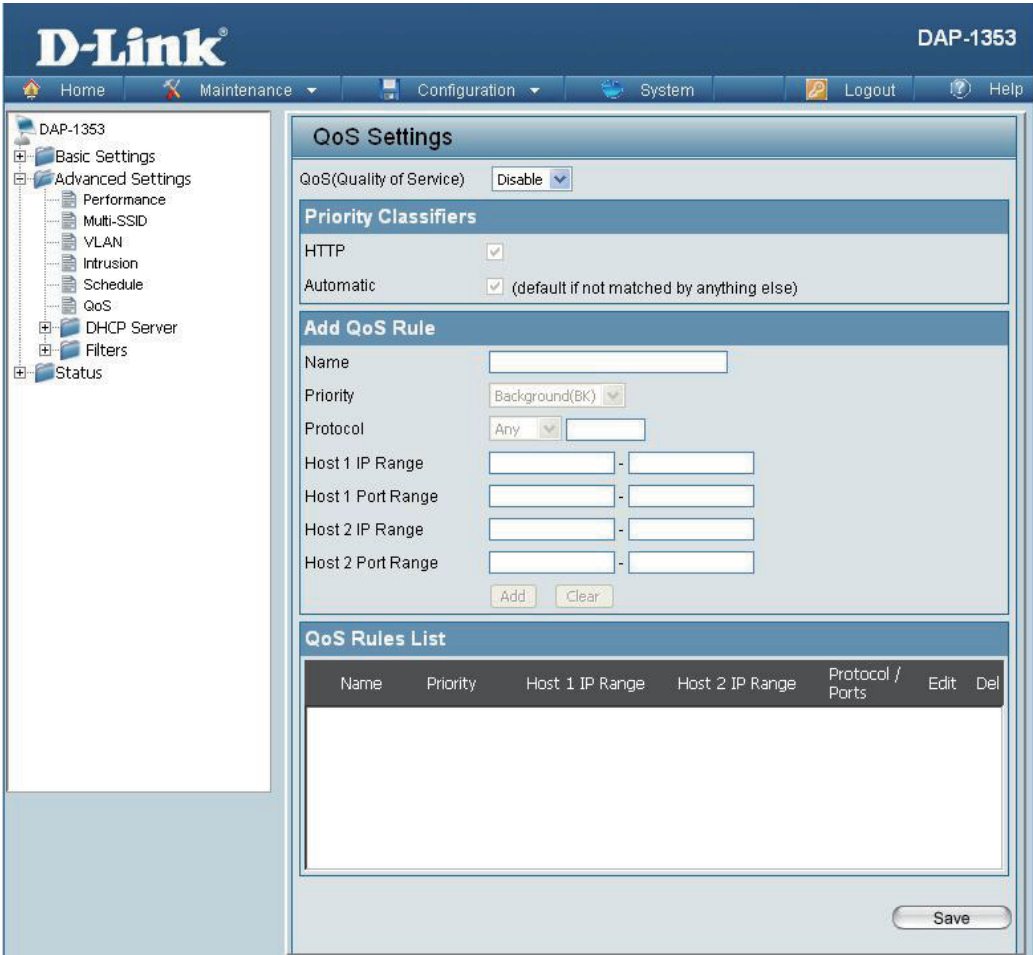 D-Link®
DAP-1353
Home Maintenance Configuration System Logout Help
DAP-1353
Basic Settings
Advanced Settings
Performance
Multi-SSID
VLAN
Intrusion
Schedule
QoS
DHCP Server
Filters
Status
QoS Settings
QoS(Quality of Service) Disable
Priority Classifiers
HTTP
Automatic (default if not matched by anything else)
Add QoS Rule
Name
Priority Background(BK)
Protocol Any
Host 1 IP Range -
Host 1 Port Range -
Host 2 IP Range -
Host 2 Port Range -
Add Clear
QoS Rules List
Name Priority Host 1 IP Range Host 2 IP Range Protocol / Ports Edit Del
Save